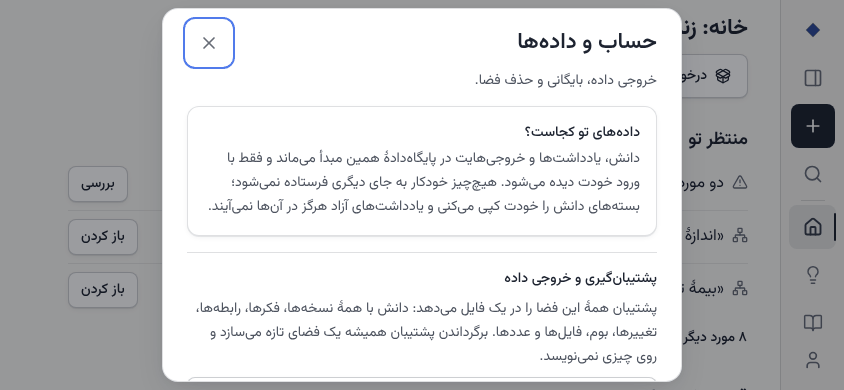 خانه: زند
درخو
منتظر تو
دو مورد
بررسی
«اندازهٔ
باز کردن
«بیمهٔ
باز کردن
۸ مورد دیگر
حساب و داده‌ها
خروجی داده، بایگانی و حذف فضا.
داده‌های تو کجاست؟
دانش، یادداشت‌ها و خروجی‌هایت در پایگاه‌دادهٔ همین مبدأ می‌ماند و فقط با
ورود خودت دیده می‌شود. هیچ‌چیز خودکار به جای دیگری فرستاده نمی‌شود؛
بسته‌های دانش را خودت کپی می‌کنی و یادداشت‌های آزاد هرگز در آن‌ها نمی‌آیند.
پشتیبان‌گیری و خروجی داده
پشتیبان همهٔ این فضا را در یک فایل می‌دهد: دانش با همهٔ نسخه‌ها، فکرها، رابطه‌ها،
تغییرها، بوم، فایل‌ها و عددها. برگرداندن پشتیبان همیشه یک فضای تازه می‌سازد و
روی چیزی نمی‌نویسد.